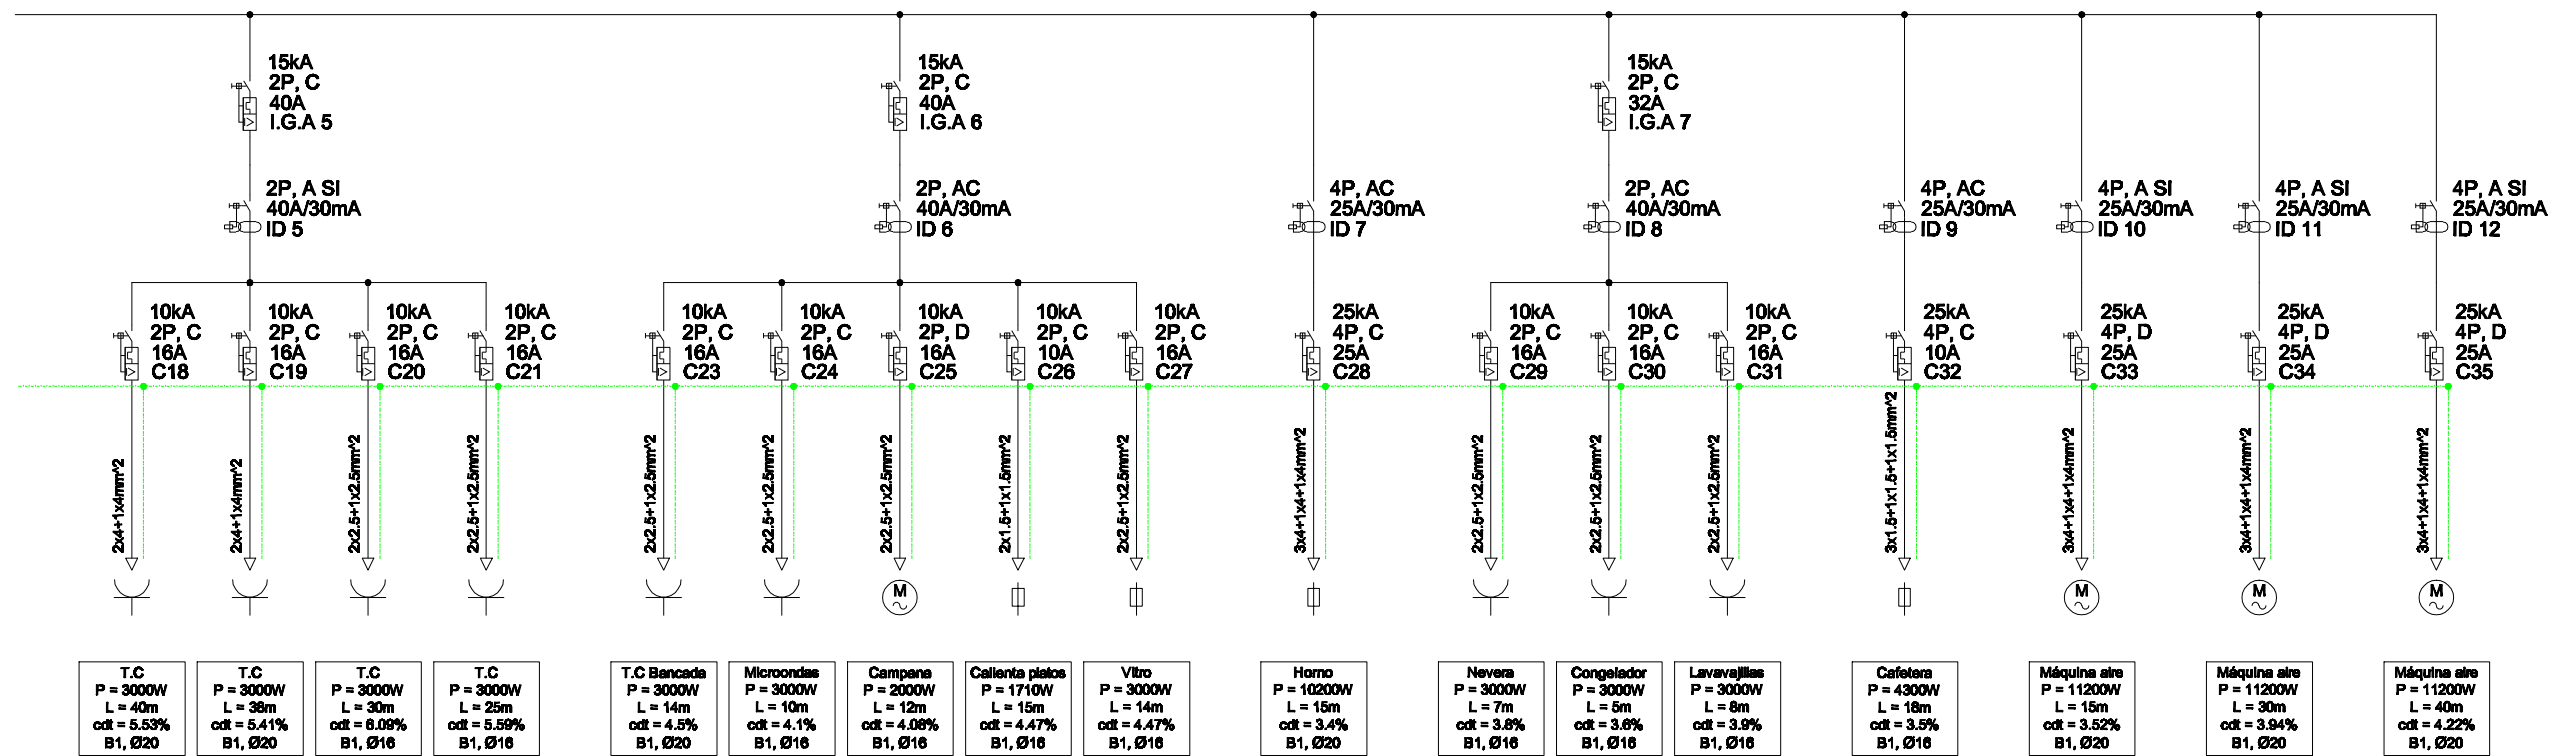 15kA
2P, C
40A
I.G.A 5
15kA
2P, C
40A
I.G.A 6
15kA
2P, C
32A
I.G.A 7
2P, A SI
40A/30mA
ID 5
2P, AC
40A/30mA
ID 6
4P, AC
25A/30mA
ID 7
2P, AC
40A/30mA
ID 8
4P, AC
25A/30mA
ID 9
4P, A SI
25A/30mA
ID 10
4P, A SI
25A/30mA
ID 11
4P, A SI
25A/30mA
ID 12
10kA
2P, C
16A
C18
10kA
2P, C
16A
C19
10kA
2P, C
16A
C20
10kA
2P, C
16A
C21
10kA
2P, C
16A
C23
10kA
2P, C
16A
C24
10kA
2P, D
16A
C25
10kA
2P, C
10A
C26
10kA
2P, C
16A
C27
25kA
4P, C
25A
C28
10kA
2P, C
16A
C29
10kA
2P, C
16A
C30
10kA
2P, C
16A
C31
25kA
4P, C
10A
C32
25kA
4P, D
25A
C33
25kA
4P, D
25A
C34
25kA
4P, D
25A
C35
2x4+1x4mm^2
2x4+1x4mm^2
2x2.5+1x2.5mm^2
2x2.5+1x2.5mm^2
2x2.5+1x2.5mm^2
2x2.5+1x2.5mm^2
2x2.5+1x2.5mm^2
2x1.5+1x1.5mm^2
2x2.5+1x2.5mm^2
3x4+1x4+1x4mm^2
2x2.5+1x2.5mm^2
2x2.5+1x2.5mm^2
2x2.5+1x2.5mm^2
3x1.5+1x1.5+1x1.5mm^2
3x4+1x4+1x4mm^2
3x4+1x4+1x4mm^2
3x4+1x4+1x4mm^2
M
M
M
M
T.C
P = 3000W
L = 40m
cdt = 5.53%
B1, Ø20
T.C
P = 3000W
L = 38m
cdt = 5.41%
B1, Ø20
T.C
P = 3000W
L = 30m
cdt = 6.09%
B1, Ø16
T.C
P = 3000W
L = 25m
cdt = 5.59%
B1, Ø16
T.C Bancada
P = 3000W
L = 14m
cdt = 4.5%
B1, Ø20
Microondas
P = 3000W
L = 10m
cdt = 4.1%
B1, Ø16
Campana
P = 2000W
L = 12m
cdt = 4.08%
B1, Ø16
Calienta platos
P = 1710W
L = 15m
cdt = 4.47%
B1, Ø16
Vitro
P = 3000W
L = 14m
cdt = 4.47%
B1, Ø16
Horno
P = 10200W
L = 15m
cdt = 3.4%
B1, Ø20
Nevera
P = 3000W
L = 7m
cdt = 3.8%
B1, Ø16
Congelador
P = 3000W
L = 5m
cdt = 3.6%
B1, Ø16
Lavavajillas
P = 3000W
L = 8m
cdt = 3.9%
B1, Ø16
Cafetera
P = 4300W
L = 18m
cdt = 3.5%
B1, Ø16
Máquina aire
P = 11200W
L = 15m
cdt = 3.52%
B1, Ø20
Máquina aire
P = 11200W
L = 30m
cdt = 3.94%
B1, Ø20
Máquina aire
P = 11200W
L = 40m
cdt = 4.22%
B1, Ø20